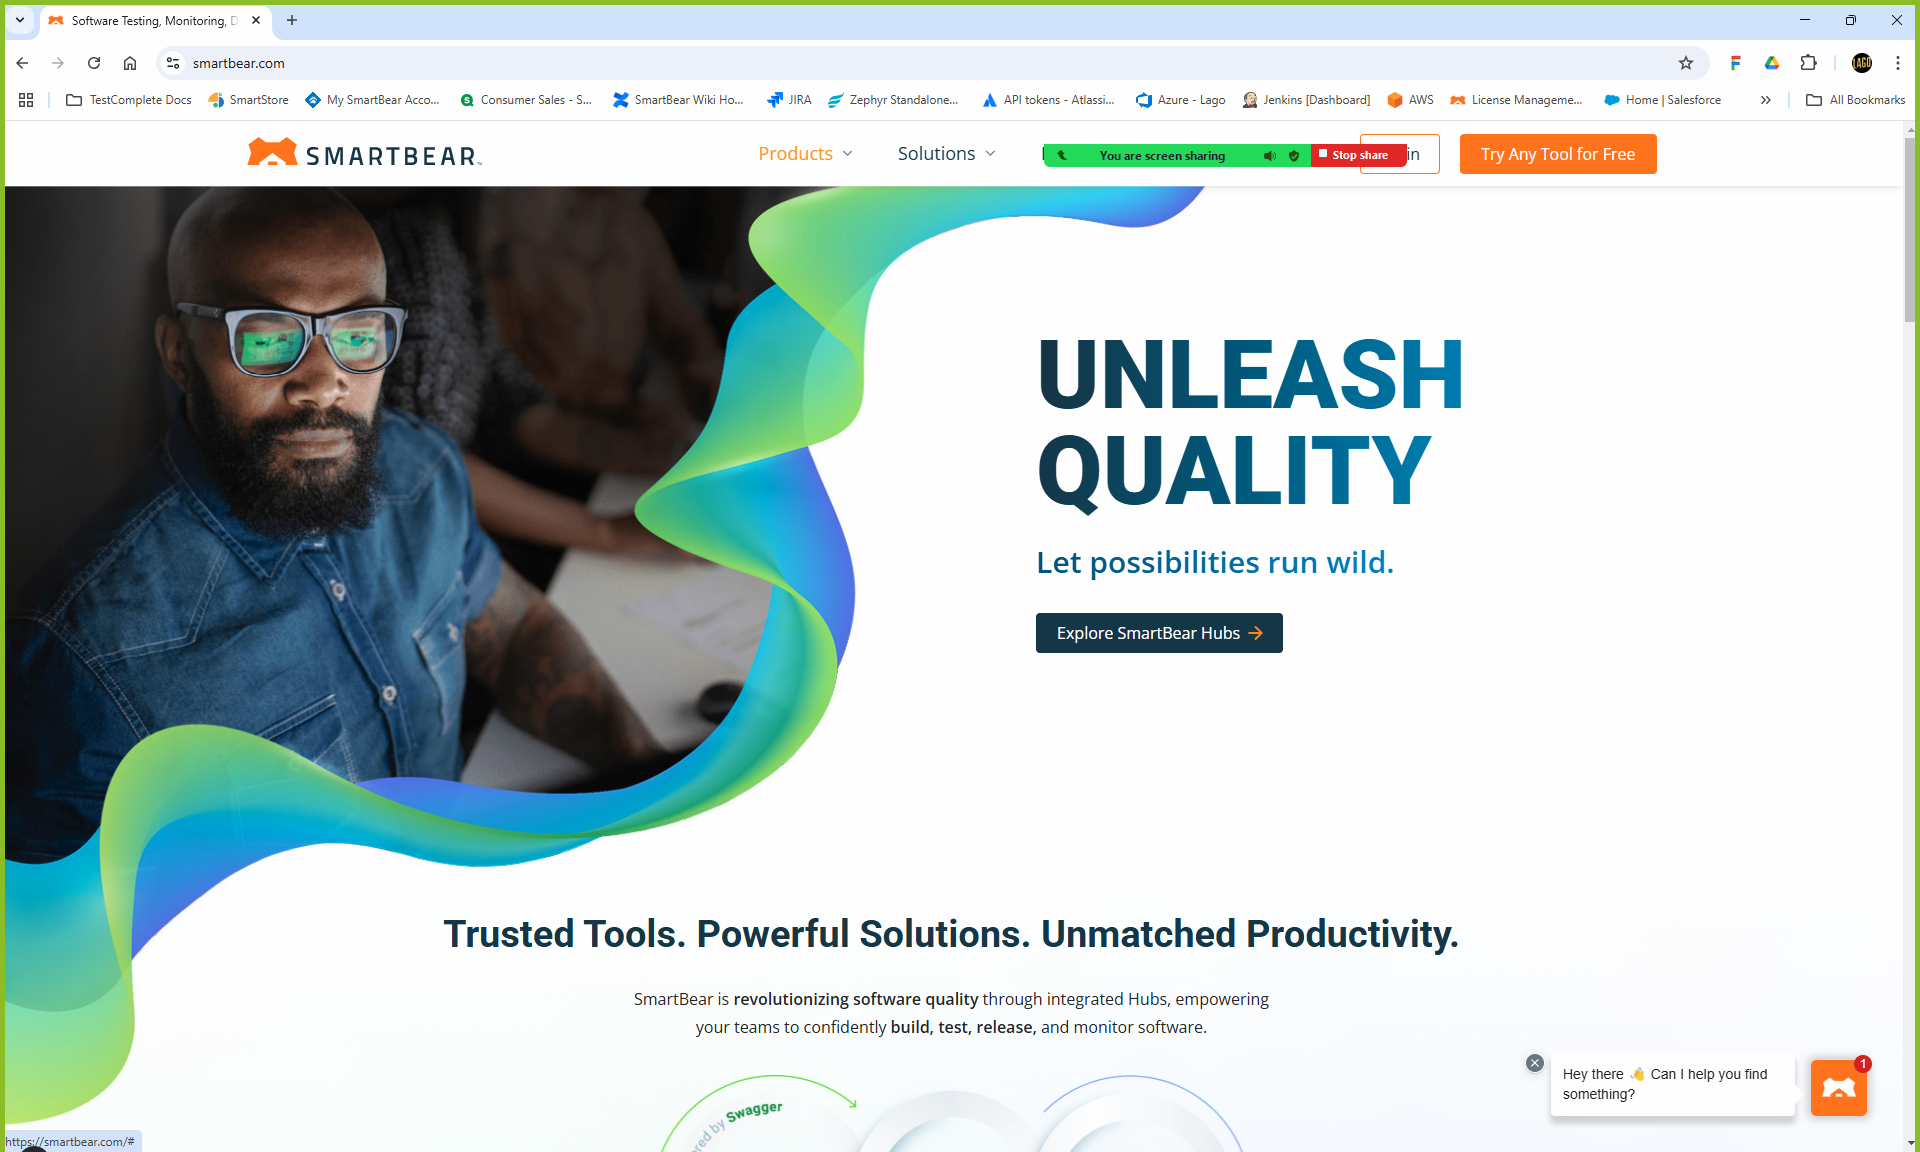 Software Testing, Monitoring, D
smartbear.com
TestComplete Docs
SmartStore
My SmartBear Acco...
Consumer Sales - S...
SmartBear Wiki Ho...
JIRA
Zephyr Standalone...
API tokens - Atlassi...
Azure - Lago
Jenkins [Dashboard]
AWS
License Manageme...
Home | Salesforce
All Bookmarks
SMARTBEAR
Products
Solutions
You are screen sharing
Stop share
in
Try Any Tool for Free
UNLEASH
QUALITY
Let possibilities run wild.
Explore SmartBear Hubs
Trusted Tools. Powerful Solutions. Unmatched Productivity.
SmartBear is revolutionizing software quality through integrated Hubs, empowering
your teams to confidently build, test, release, and monitor software.
ered by Swagger
Hey there 👋 Can I help you find
something?
1
https://smartbear.com/#